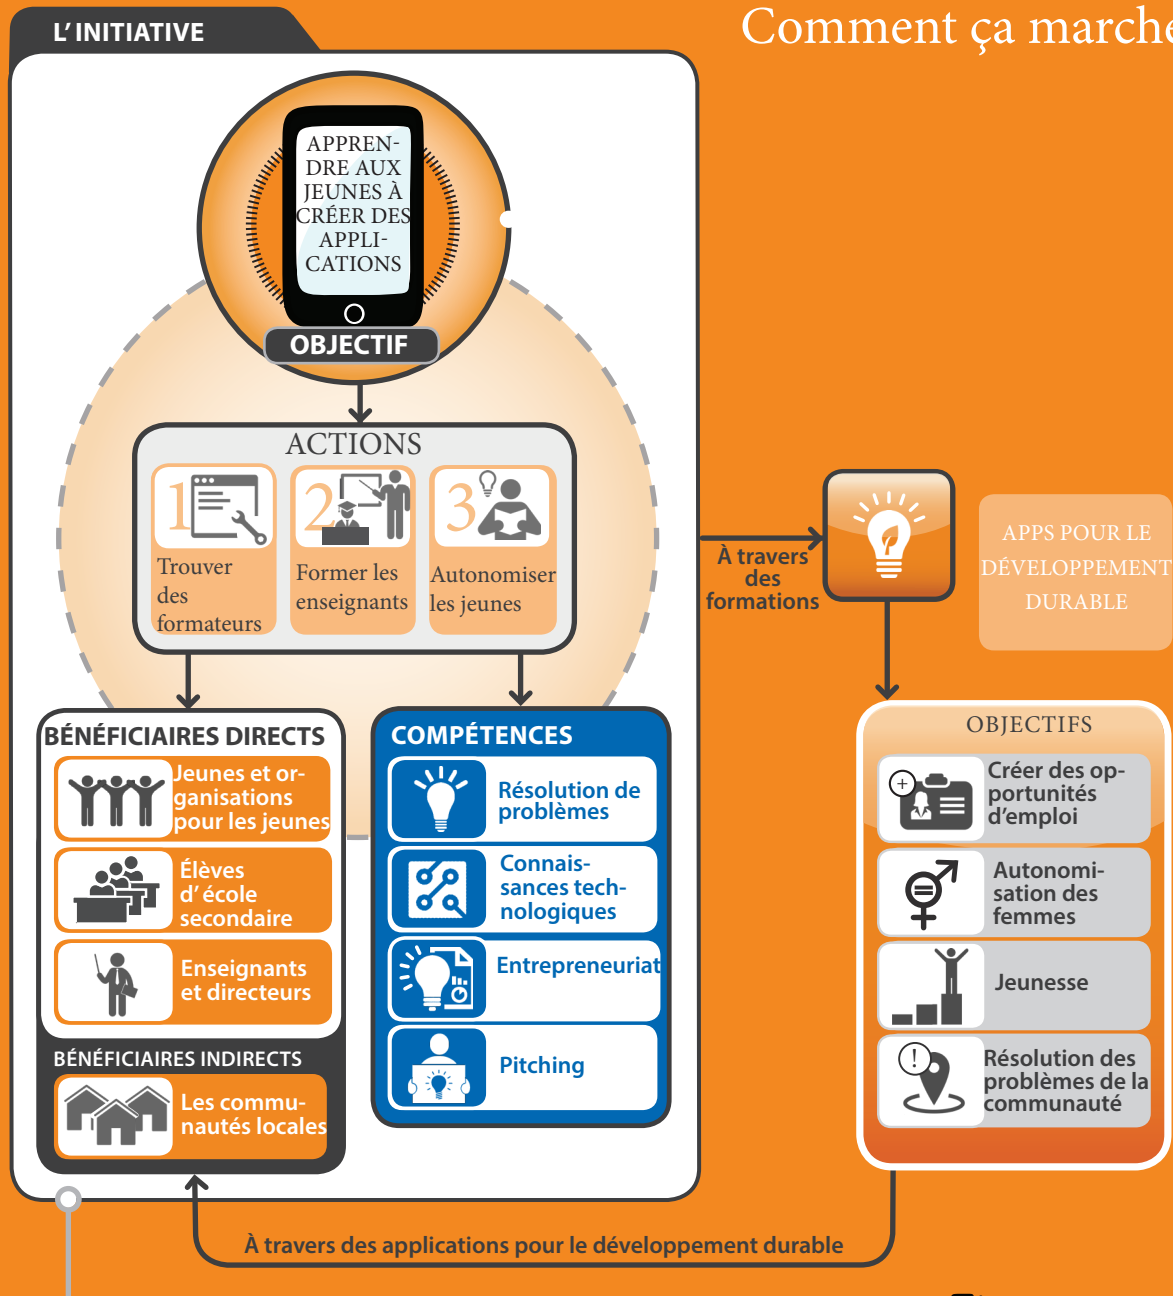 L'INITIATIVE
Comment ça marche
APPREN-
DRE AUX
JEUNES À
CRÉER DES
APPLI-
CATIONS
OBJECTIF
ACTIONS
1
Trouver
des
formateurs
2
Former les
enseignants
3
Autonomiser
les jeunes
À travers
des
formations
APPS POUR LE
DÉVELOPPEMENT
DURABLE
BÉNÉFICIAIRES DIRECTS
Jeunes et or-
ganisations
pour les jeunes
Élèves
d'école
secondaire
Enseignants
et directeurs
BÉNÉFICIAIRES INDIRECTS
Les commu-
nautés locales
COMPÉTENCES
Résolution de
problèmes
Connais-
sances tech-
nologiques
Entrepreneuriat
Pitching
OBJECTIFS
Créer des op-
portunités
d'emploi
Autonomi-
sation des
femmes
Jeunesse
Résolution des
problèmes de la
communauté
À travers des applications pour le développement durable